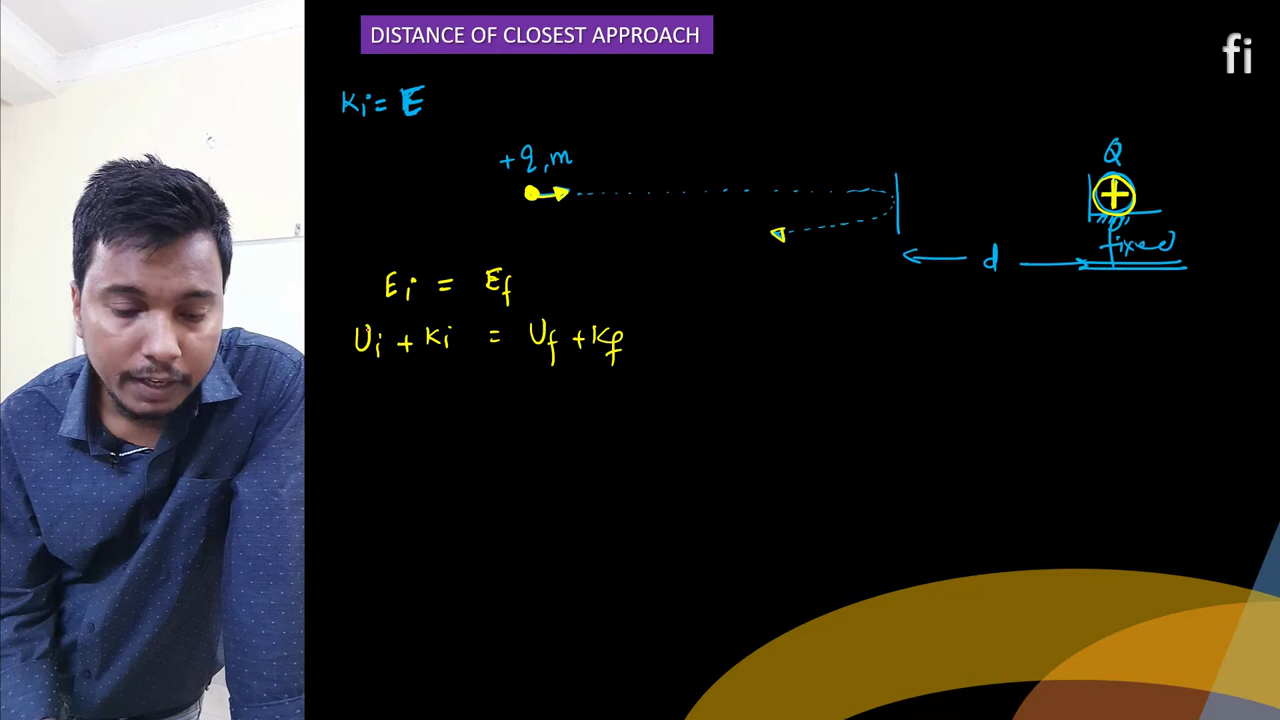 DISTANCE OF CLOSEST APPROACH
fi
Ki = E
+q, m
Q
fixed
d
Ei = Ef
Ui + Ki = Uf + Kf